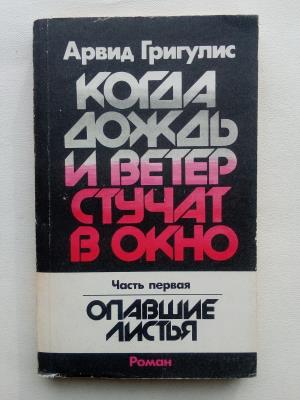 Арвид Григулис
КОГДА
ДОЖДЬ
И ВЕТЕР
СТУЧАТ
В ОКНО
Часть первая
ОПАВШИЕ
ЛИСТЬЯ
Роман